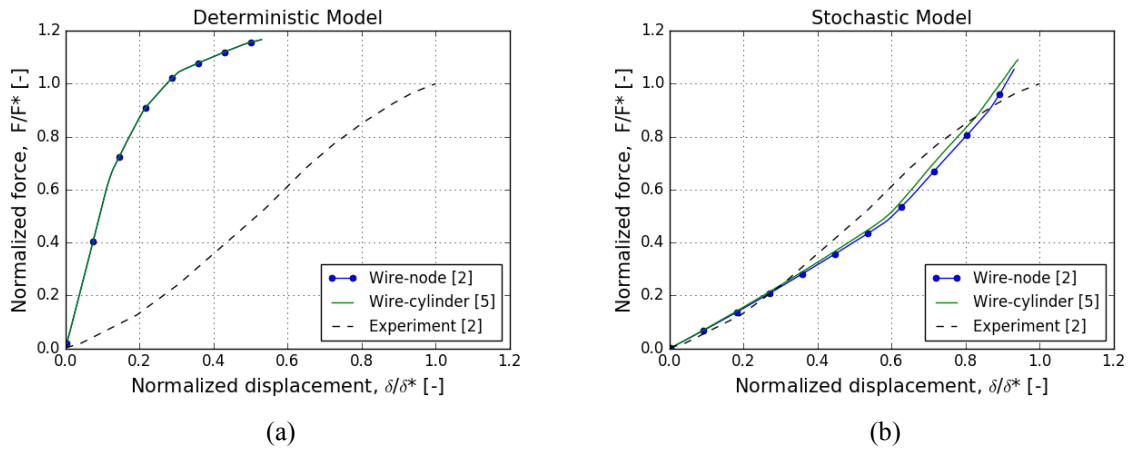 Deterministic Model
Normalized force, F/F* [-]
1.2
1.0
0.8
0.6
0.4
0.2
0.0
0.0 0.2 0.4 0.6 0.8 1.0 1.2
Normalized displacement, δ/δ* [-]
Wire-node [2]
Wire-cylinder [5]
Experiment [2]
(a)
Stochastic Model
Normalized force, F/F* [-]
1.2
1.0
0.8
0.6
0.4
0.2
0.0
0.0 0.2 0.4 0.6 0.8 1.0 1.2
Normalized displacement, δ/δ* [-]
Wire-node [2]
Wire-cylinder [5]
Experiment [2]
(b)